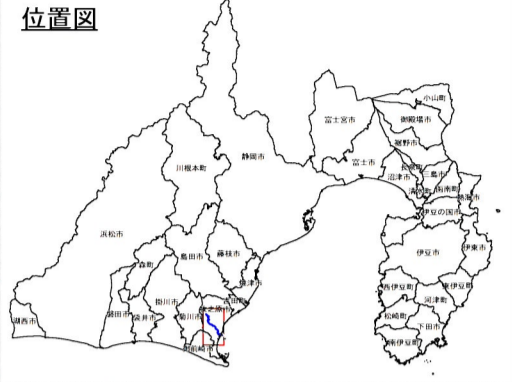 位置図
小山町
御殿場市
富士宮市
裾野市
静岡市
富士市
長泉町
三島市
沼津市
川根本町
清水町
函南町
熱海市
伊豆の国市
浜松市
伊豆市
伊東市
藤枝市
島田市
森町
焼津市
西伊豆町
東伊豆町
掛川市
吉田町
河津町
牧之原市
菊川市
磐田市
袋井市
松崎町
湖西市
下田市
南伊豆町
御前崎市